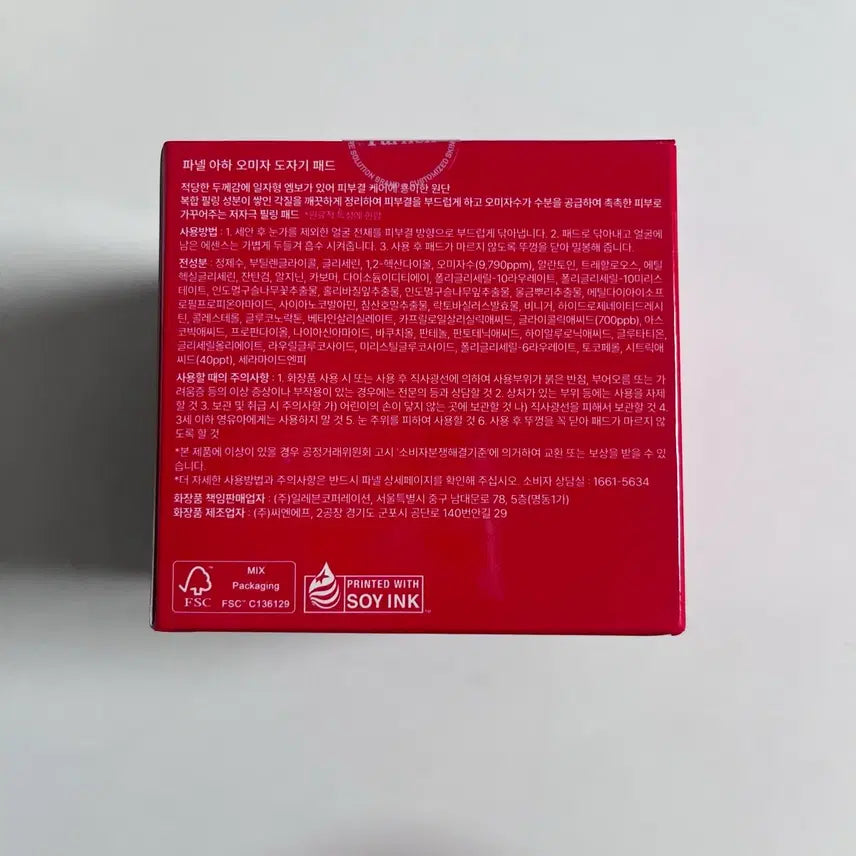 RE SOLUTION BRAND
CUSTOMIZED SKIN
파넬 아하 오미자 도자기 패드
적당한 두께감에 일자형 엠보가 있어 피부결 케어에 용이한 원단
복합 필링 성분이 쌓인 각질을 깨끗하게 정리하여 피부결을 부드럽게 하고 오미자수가 수분을 공급하여 촉촉한 피부로
가꾸어주는 저자극 필링 패드 *원료적 특성에 한함
사용방법 : 1. 세안 후 눈가를 제외한 얼굴 전체를 피부결 방향으로 부드럽게 닦아냅니다. 2. 패드로 닦아내고 얼굴에
남은 에센스는 가볍게 두들겨 흡수 시켜줍니다. 3. 사용 후 패드가 마르지 않도록 뚜껑을 닫아 밀봉해 줍니다.
전성분 : 정제수, 부틸렌글라이콜, 글리세린, 1,2-헥산다이올, 오미자수(9,790ppm), 알란토인, 트레할로오스, 에틸
헥실글리세린, 잔탄검, 알지닌, 카보머, 다이소듐이디티에이, 폴리글리세릴-10라우레이트, 폴리글리세릴-10미리스
테이트, 인도멀구슬나무꽃추출물, 홀리바질잎추출물, 인도멀구슬나무잎추출물, 울금뿌리추출물, 메틸다이아이소프
로필프로피온아마이드, 사이아노코발아민, 참산호말추출물, 락토바실러스발효물, 비니거, 하이드로제네이티드레시
틴, 콜레스테롤, 글루코노락톤, 베타인살리실레이트, 카프릴로일살리실릭애씨드, 글라이콜릭애씨드(700ppb), 아스
코빅애씨드, 프로판다이올, 나이아신아마이드, 바쿠치올, 판테놀, 판토테닉애씨드, 하이알루로닉애씨드, 글루타티온,
글리세릴올리에이트, 라우릴글루코사이드, 미리스틸글루코사이드, 폴리글리세릴-6라우레이트, 토코페롤, 시트릭애
씨드(40ppt), 세라마이드엔피
사용할 때의 주의사항 : 1. 화장품 사용 시 또는 사용 후 직사광선에 의하여 사용부위가 붉은 반점, 부어오름 또는 가
려움증 등의 이상 증상이나 부작용이 있는 경우에는 전문의 등과 상담할 것 2. 상처가 있는 부위 등에는 사용을 자제
할 것 3. 보관 및 취급 시 주의사항 가) 어린이의 손이 닿지 않는 곳에 보관할 것 나) 직사광선을 피해서 보관할 것 4.
3세 이하 영유아에게는 사용하지 말 것 5. 눈 주위를 피하여 사용할 것 6. 사용 후 뚜껑을 꼭 닫아 패드가 마르지 않
도록 할 것
*본 제품에 이상이 있을 경우 공정거래위원회 고시 '소비자분쟁해결기준'에 의거하여 교환 또는 보상을 받을 수 있
습니다.
*더 자세한 사용방법과 주의사항은 반드시 파넬 상세페이지를 확인해 주십시오. 소비자 상담실 : 1661-5634
화장품 책임판매업자 : (주)일레븐코퍼레이션, 서울특별시 중구 남대문로 78, 5층(명동1가)
화장품 제조업자 : (주)씨엔에프, 2공장 경기도 군포시 공단로 140번안길 29
FSC
MIX
Packaging
FSC™ C136129
PRINTED WITH
SOY INK™